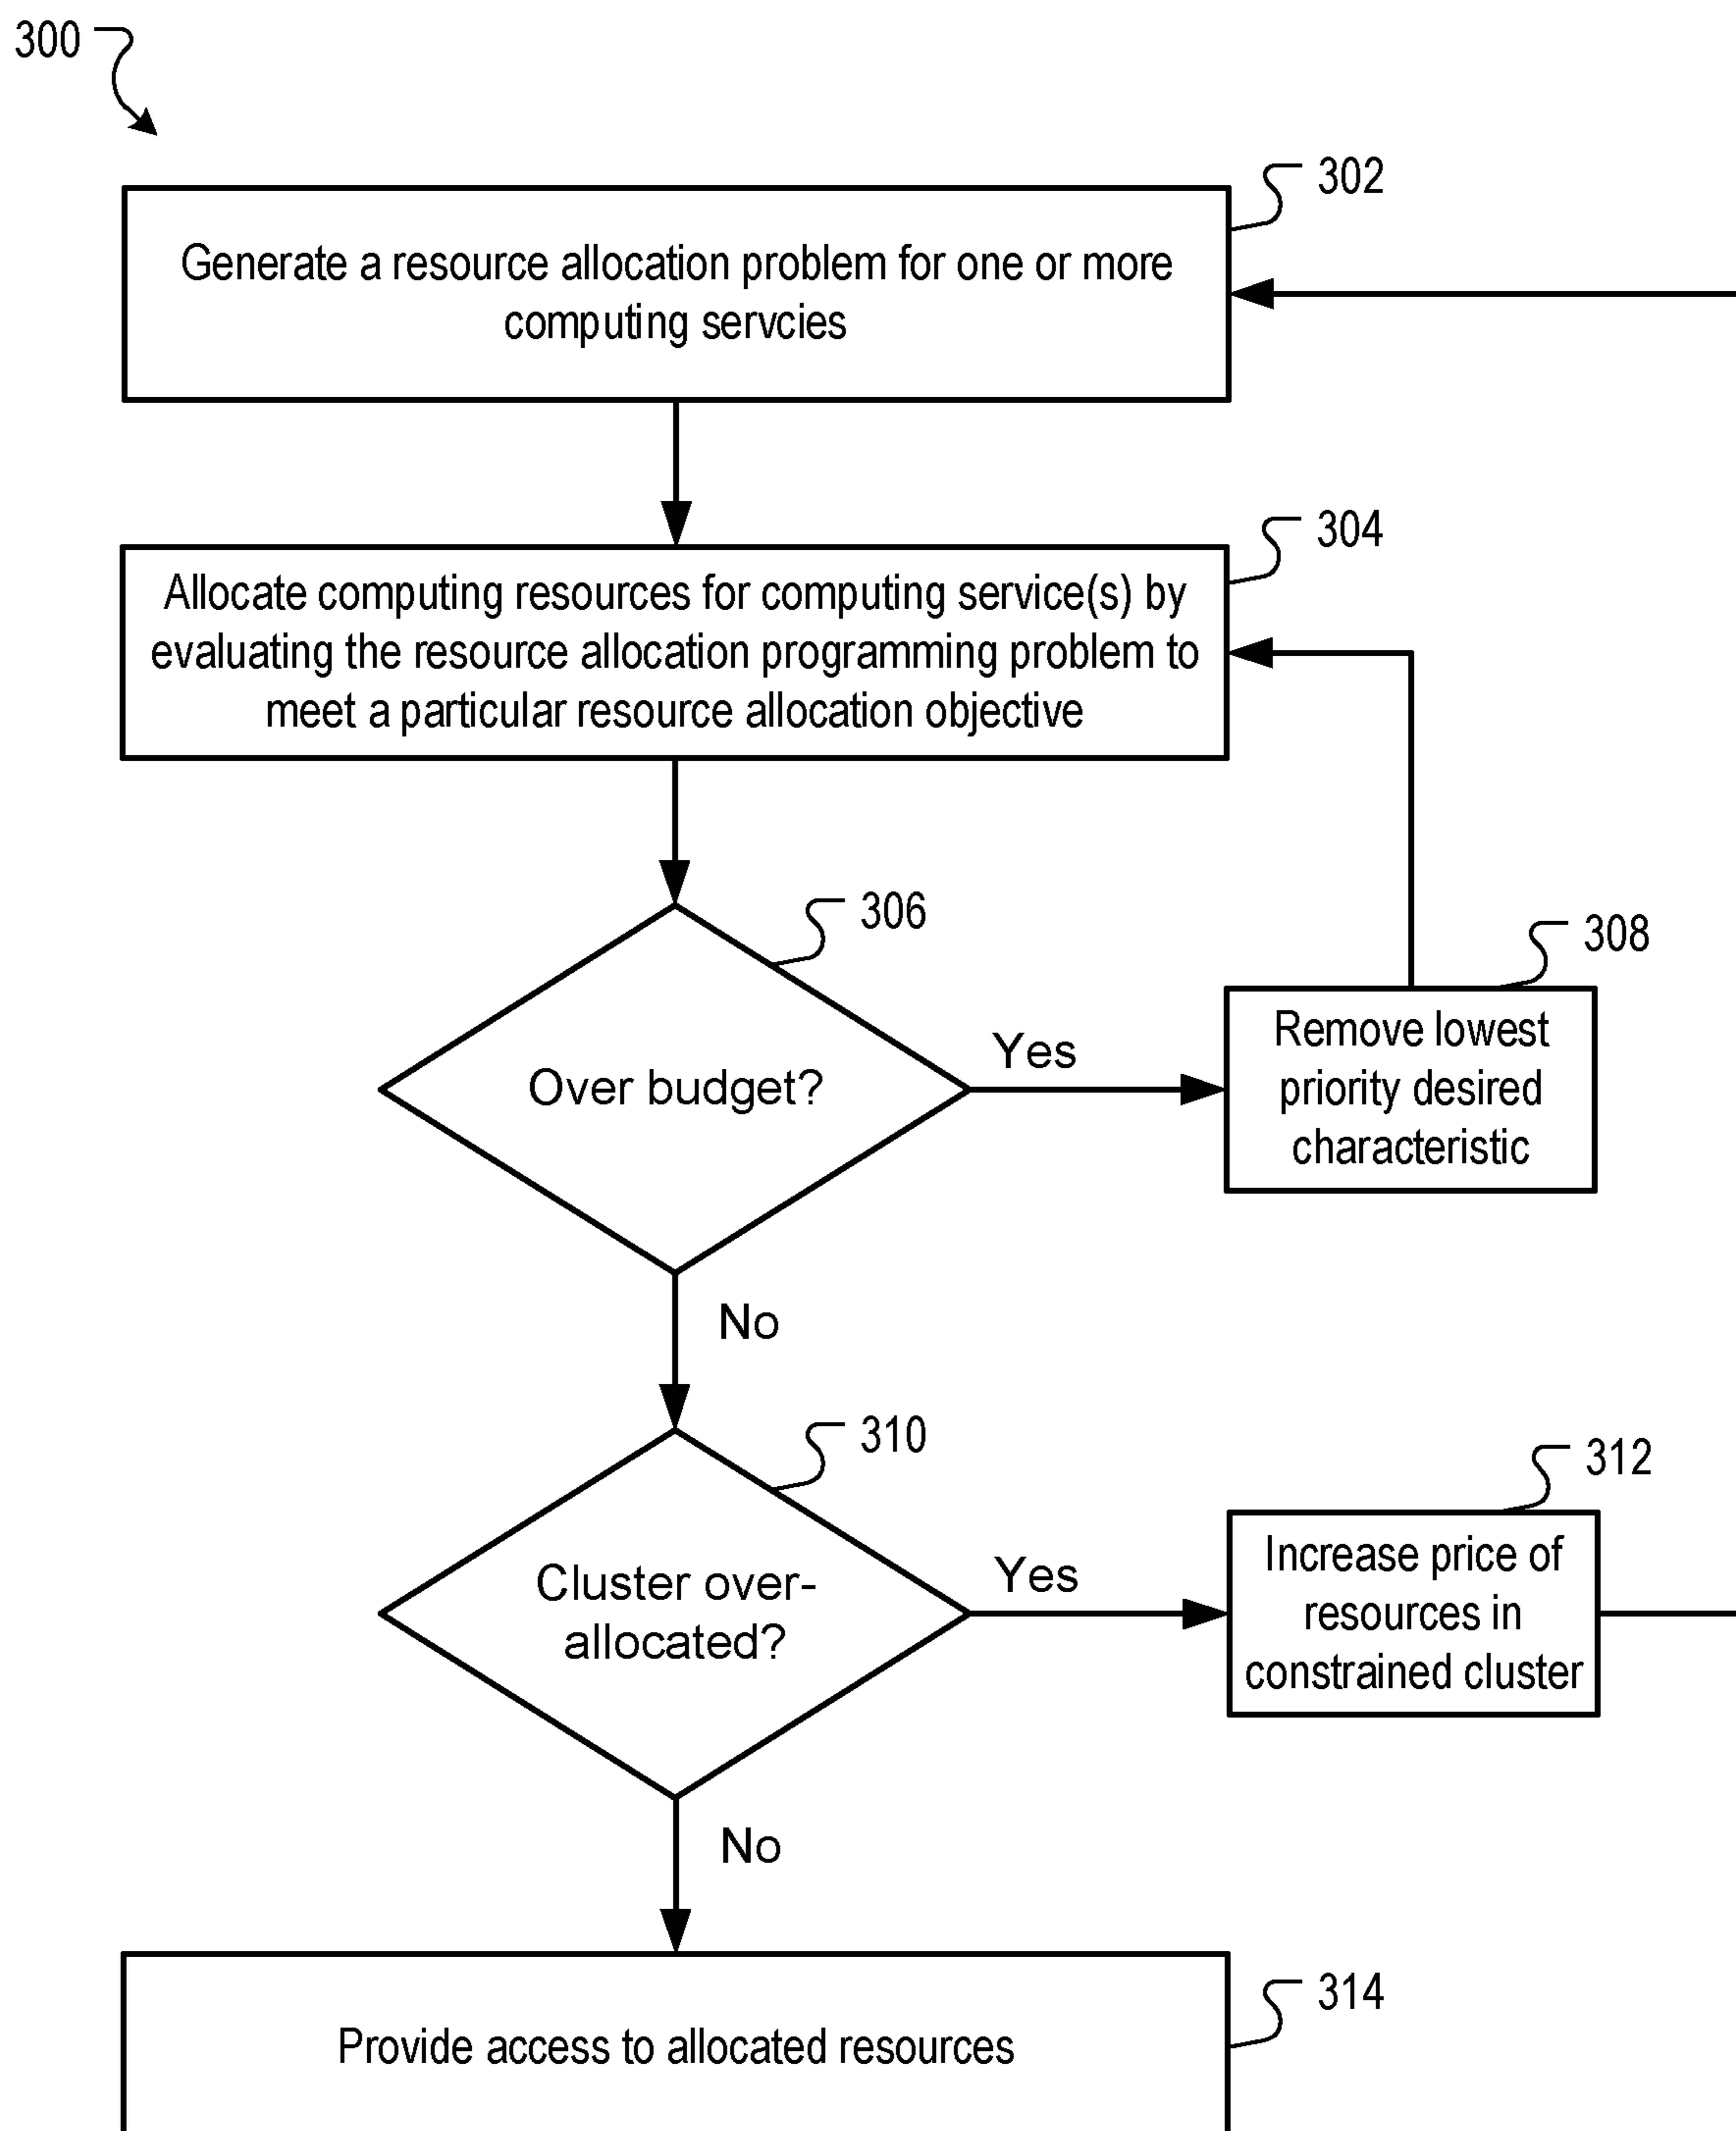 300
302
Generate a resource allocation problem for one or more
computing servcies
304
Allocate computing resources for computing service(s) by
evaluating the resource allocation programming problem to
meet a particular resource allocation objective
306
308
Over budget?
Yes
Remove lowest
priority desired
characteristic
No
310
312
Cluster over-
allocated?
Yes
Increase price of
resources in
constrained cluster
No
314
Provide access to allocated resources